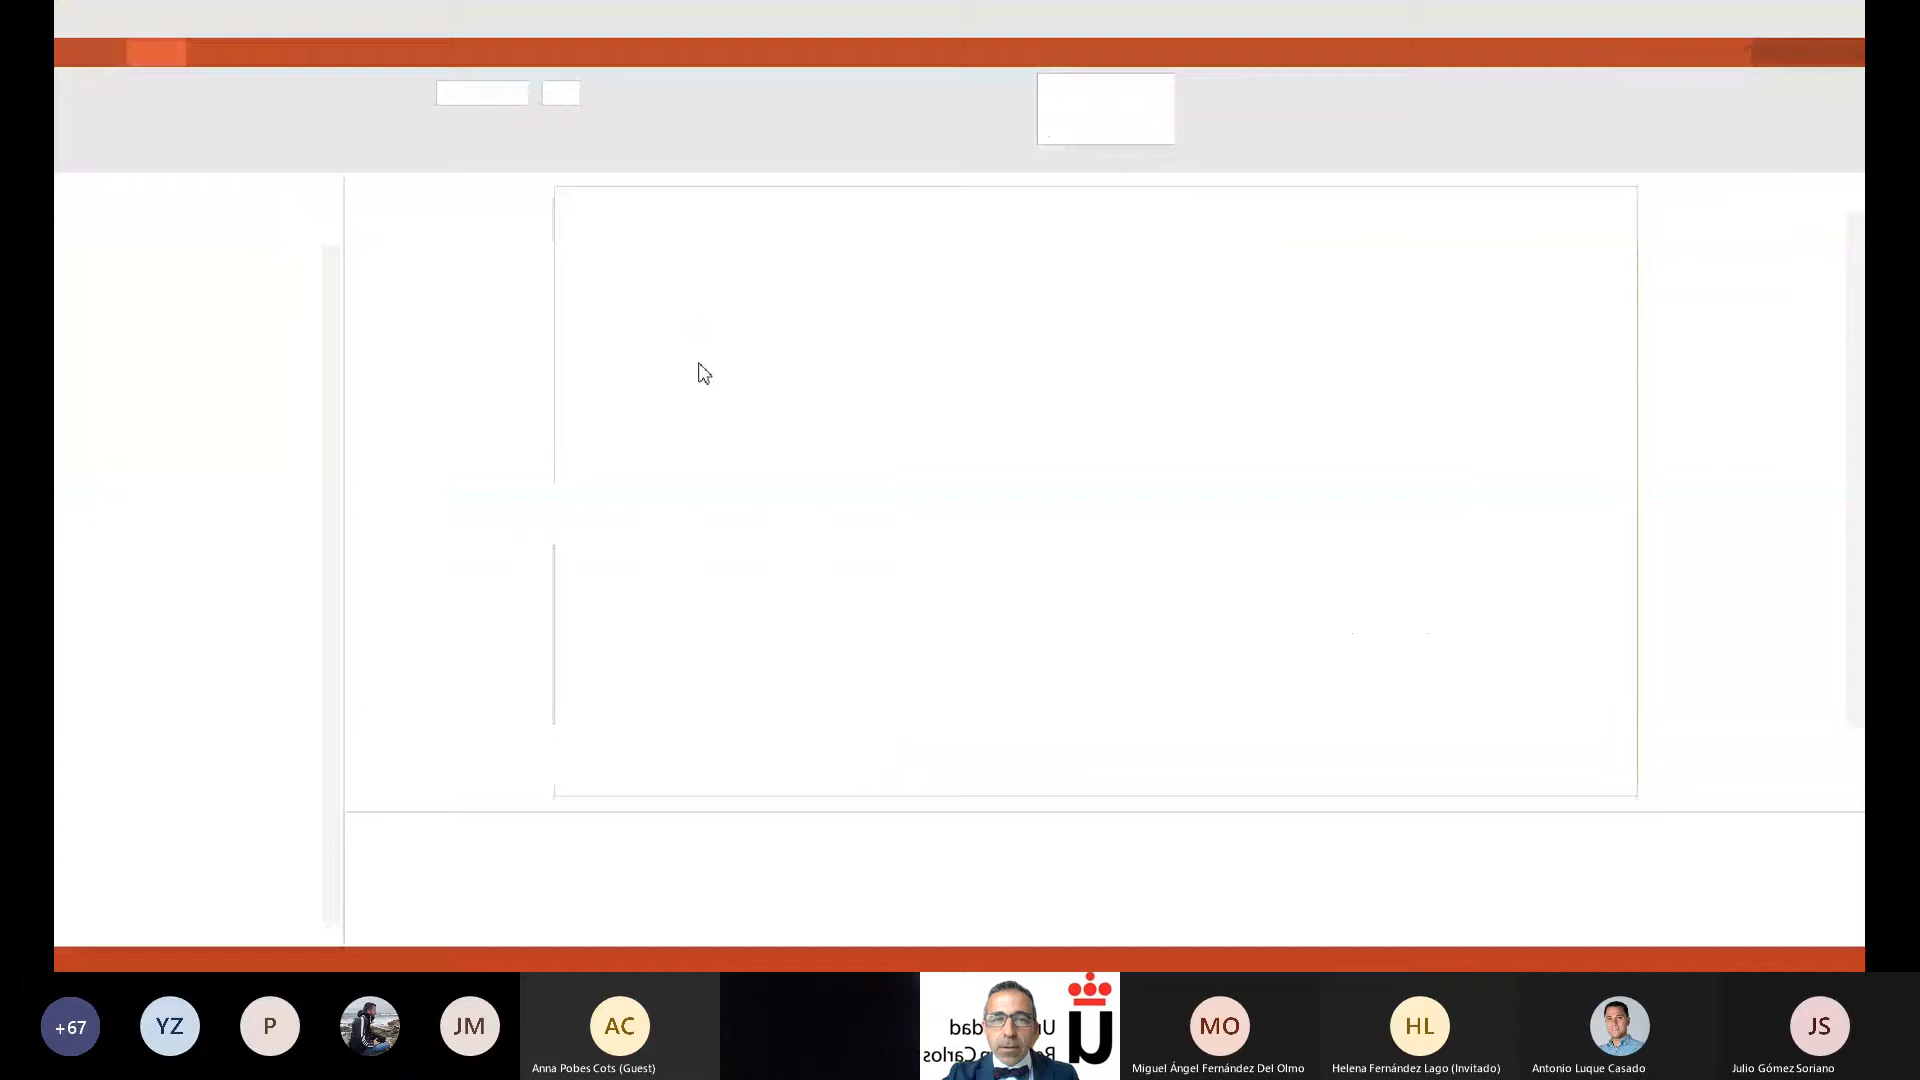 +67
YZ
P
JM
AC
MO
HL
JS
Anna Pobes Cots (Guest)
Miguel Ángel Fernández Del Olmo
Helena Fernández Lago (Invitado)
Antonio Luque Casado
Julio Gómez Soriano